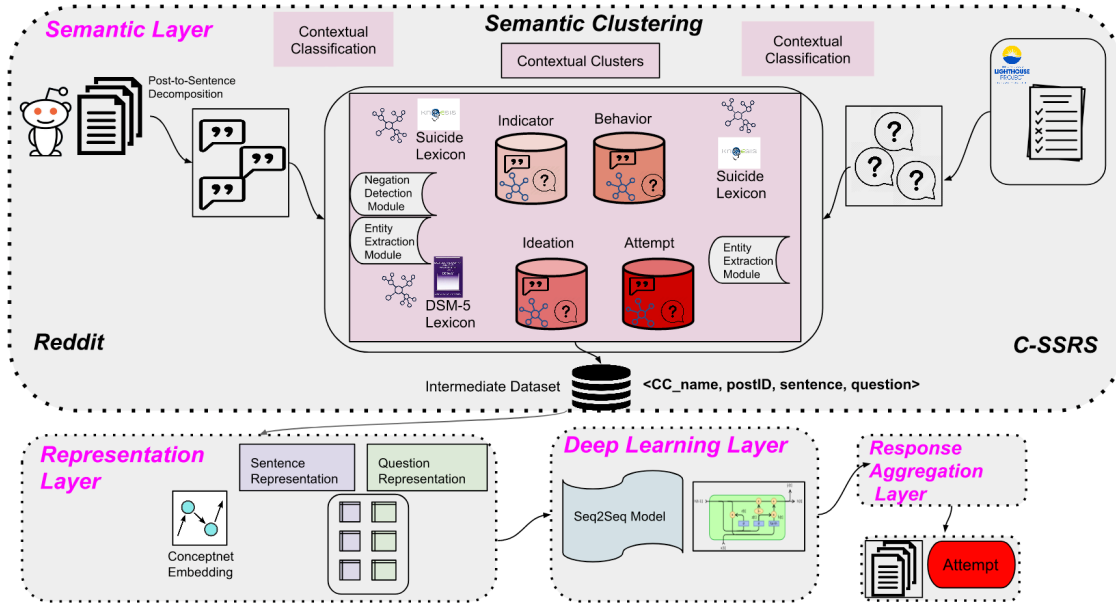 Semantic Layer
Contextual
Classification
Semantic Clustering
Contextual Clusters
Contextual
Classification
Post-to-Sentence
Decomposition
LIGHTHOUSE
PROJECT
Suicide
Lexicon
Indicator
Behavior
Suicide
Lexicon
Negation
Detection
Module
Entity
Extraction
Module
Ideation
Attempt
Entity
Extraction
Module
DSM-5
Lexicon
Reddit
C-SSRS
Intermediate Dataset
<CC_name, postID, sentence, question>
Representation
Layer
Sentence
Representation
Question
Representation
Conceptnet
Embedding
Deep Learning Layer
Seq2Seq Model
Response
Aggregation
Layer
Attempt